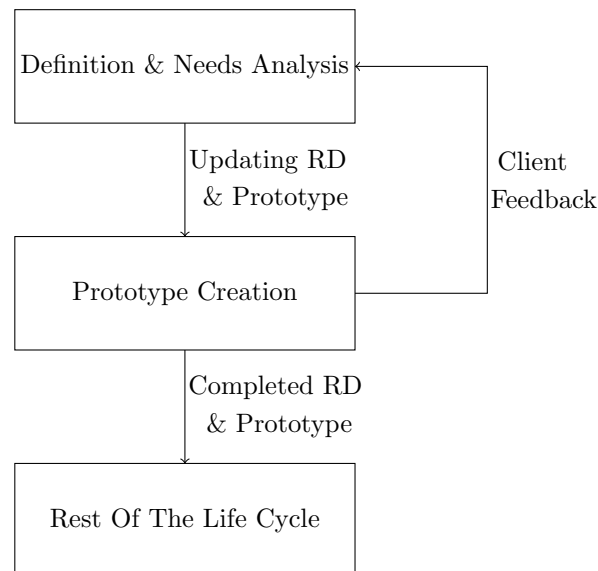 Definition & Needs Analysis
Updating RD
& Prototype
Client
Feedback
Prototype Creation
Completed RD
& Prototype
Rest Of The Life Cycle